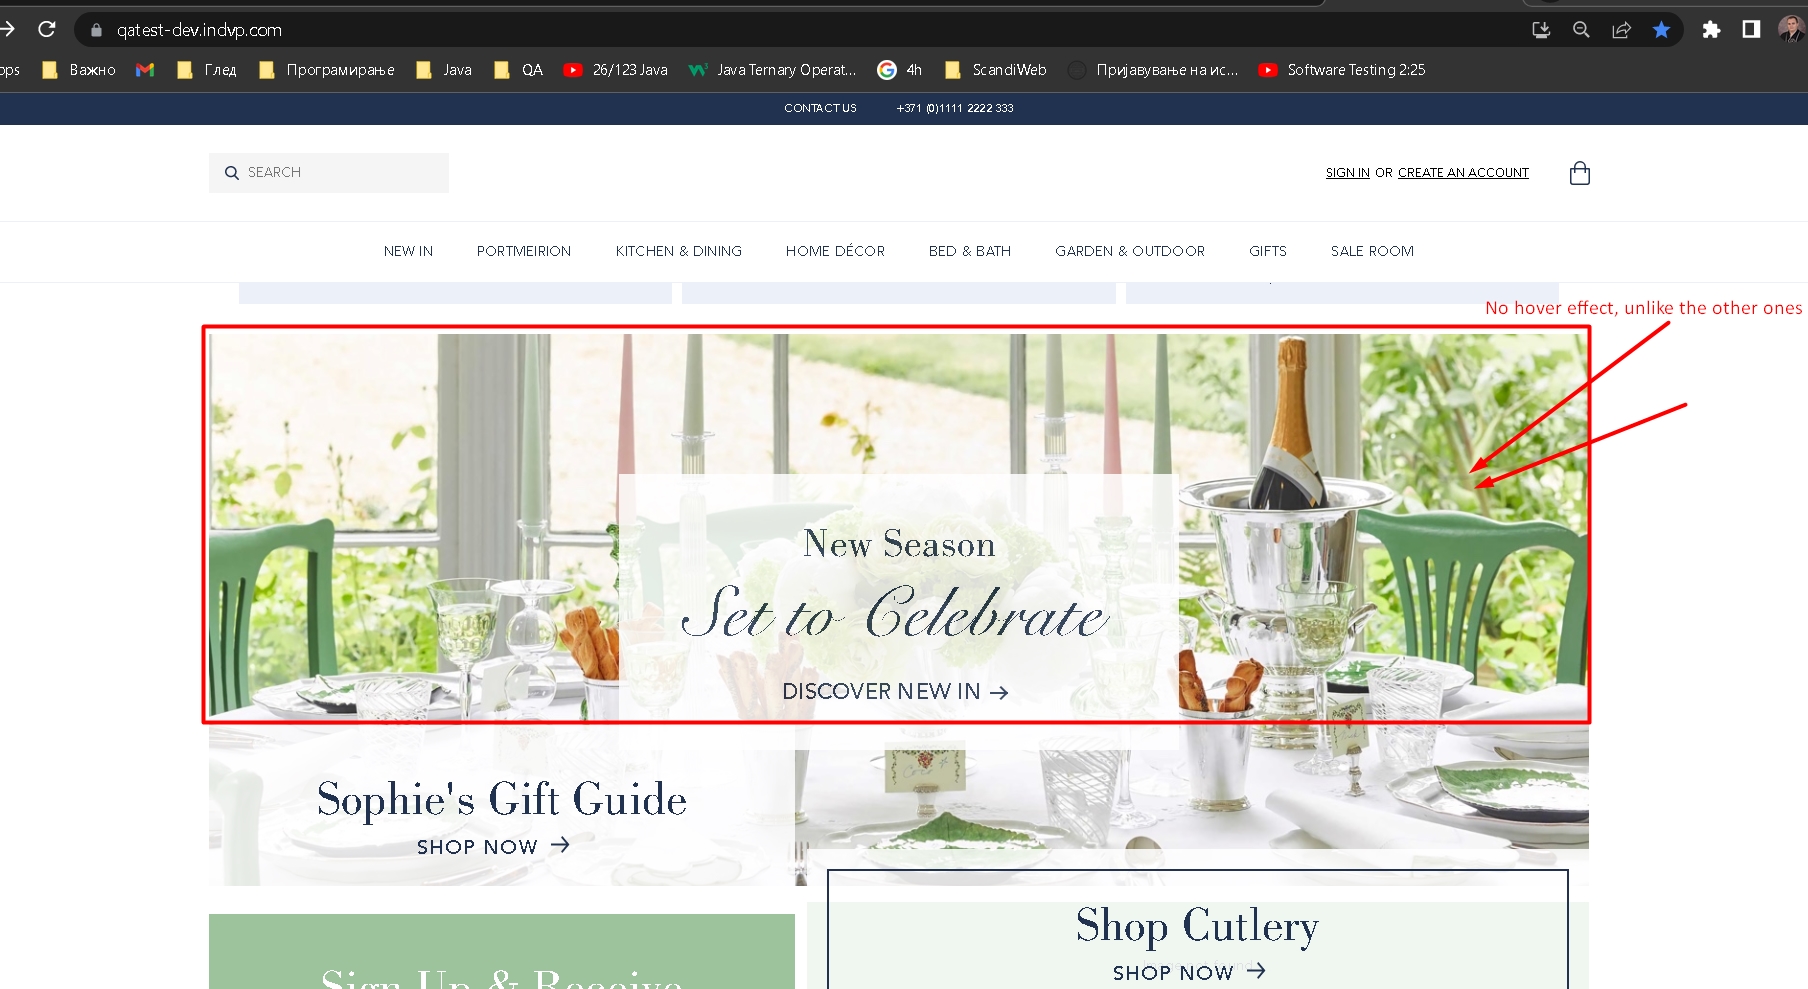 qatest-dev.indvp.com
ops Важно Глед Програмирање Java QA 26/123 Java Java Ternary Operat... 4h ScandiWeb Пријавување на ис... Software Testing 2:25
CONTACT US +371 (0)1111 2222 333
SEARCH
SIGN IN OR CREATE AN ACCOUNT
NEW IN PORTMEIRION KITCHEN & DINING HOME DÉCOR BED & BATH GARDEN & OUTDOOR GIFTS SALE ROOM
No hover effect, unlike the other ones
New Season
Set to Celebrate
DISCOVER NEW IN →
Sophie's Gift Guide
SHOP NOW →
Shop Cutlery
SHOP NOW →
Sign Up & Receive